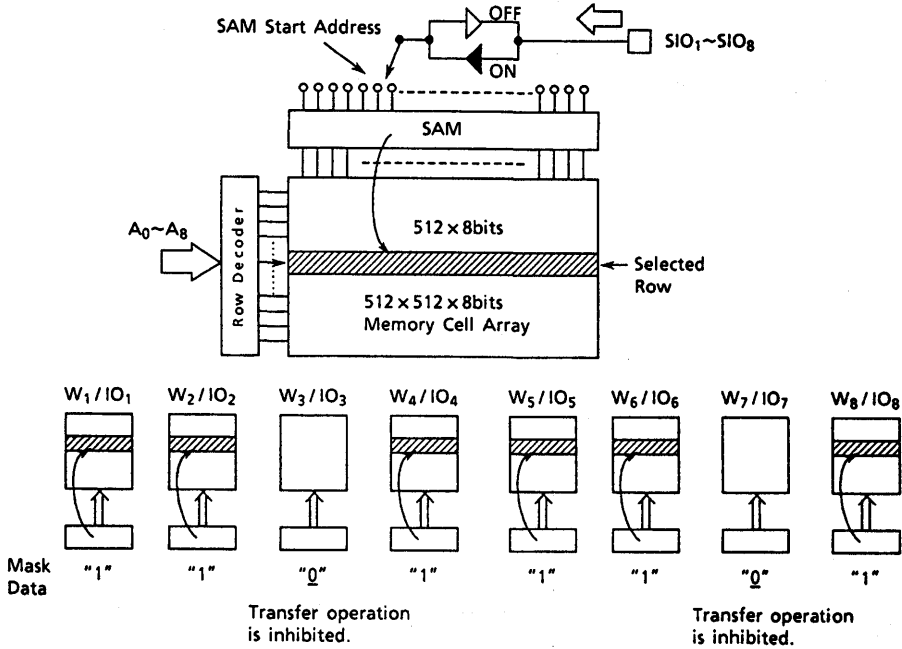 OFF
SAM Start Address
SIO1~SIO8
ON
SAM
A0~A8
Row Decoder
512 × 8bits
Selected
Row
512 × 512 × 8bits
Memory Cell Array
W1 / IO1 W2 / IO2 W3 / IO3 W4 / IO4 W5 / IO5 W6 / IO6 W7 / IO7 W8 / IO8
Mask
Data
"1" "1" "0" "1" "1" "1" "0" "1"
Transfer operation
is inhibited.
Transfer operation
is inhibited.